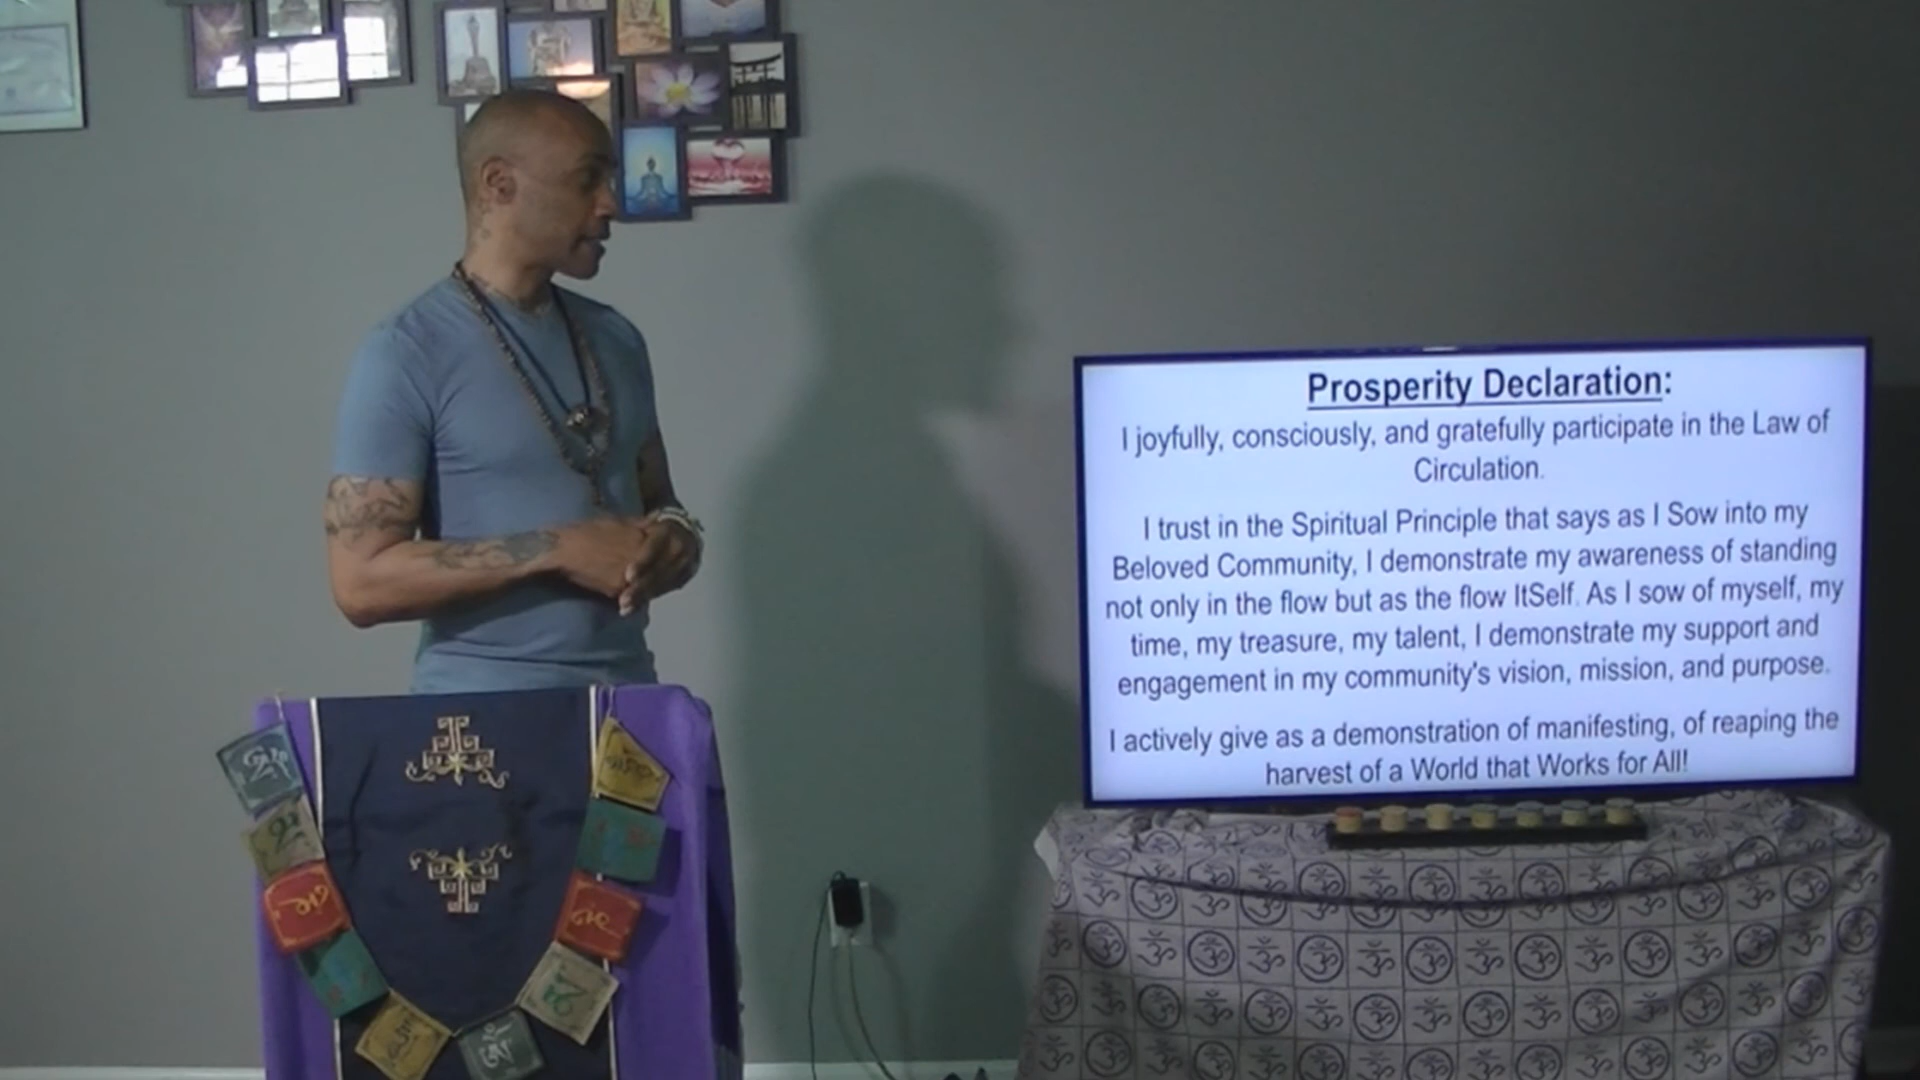 Prosperity Declaration:
I joyfully, consciously, and gratefully participate in the Law of
Circulation.
I trust in the Spiritual Principle that says as I Sow into my
Beloved Community, I demonstrate my awareness of standing
not only in the flow but as the flow ItSelf. As I sow of myself, my
time, my treasure, my talent, I demonstrate my support and
engagement in my community's vision, mission, and purpose.
I actively give as a demonstration of manifesting, of reaping the
harvest of a World that Works for All!